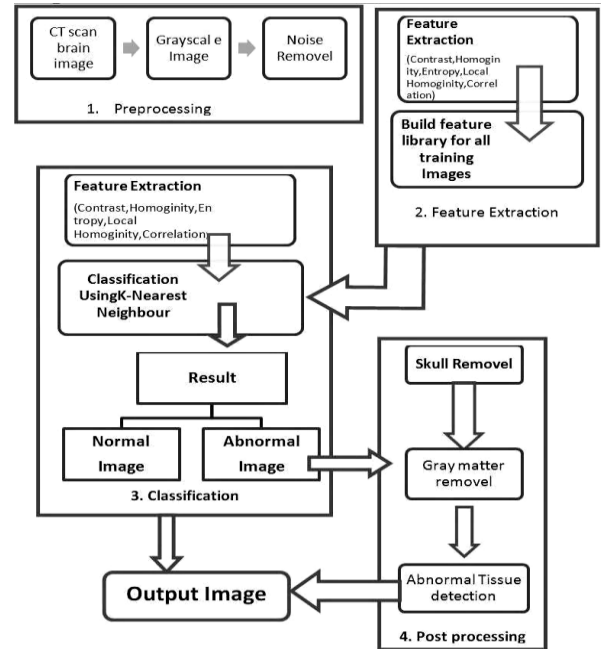 CT scan
brain
image
Grayscal e
Image
Noise
Removel
1. Preprocessing
Feature
Extraction
(Contrast,Homogin
ity,Entropy,Local
Homoginity,Correl
ation)
Build feature
library for all
training
Images
2. Feature Extraction
Feature Extraction
(Contrast,Homoginity,En
tropy,Local
Homoginity,Correlation)
Classification
UsingK-Nearest
Neighbour
Result
Normal
Image
Abnormal
Image
3. Classification
Skull Removel
Gray matter
removel
Abnormal Tissue
detection
4. Post processing
Output Image